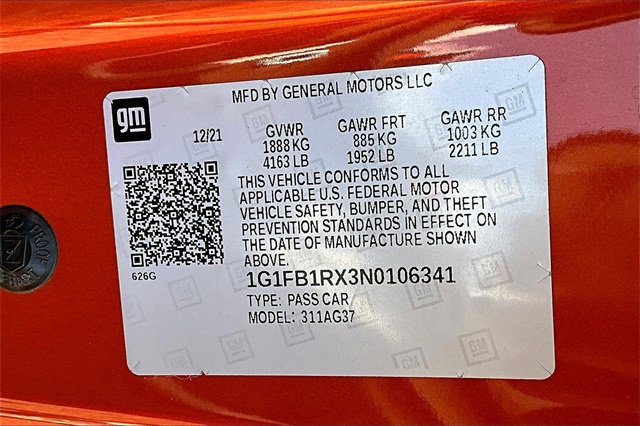 MFD BY GENERAL MOTORS LLC
gm
12/21
GVWR
1888 KG
4163 LB
GAWR FRT
885 KG
1952 LB
GAWR RR
1003 KG
2211 LB
THIS VEHICLE CONFORMS TO ALL
APPLICABLE U.S. FEDERAL MOTOR
VEHICLE SAFETY, BUMPER, AND THEFT
PREVENTION STANDARDS IN EFFECT ON
THE DATE OF MANUFACTURE SHOWN
ABOVE.
626G
1G1FB1RX3N0106341
TYPE: PASS CAR
MODEL: 311AG37
PROOF